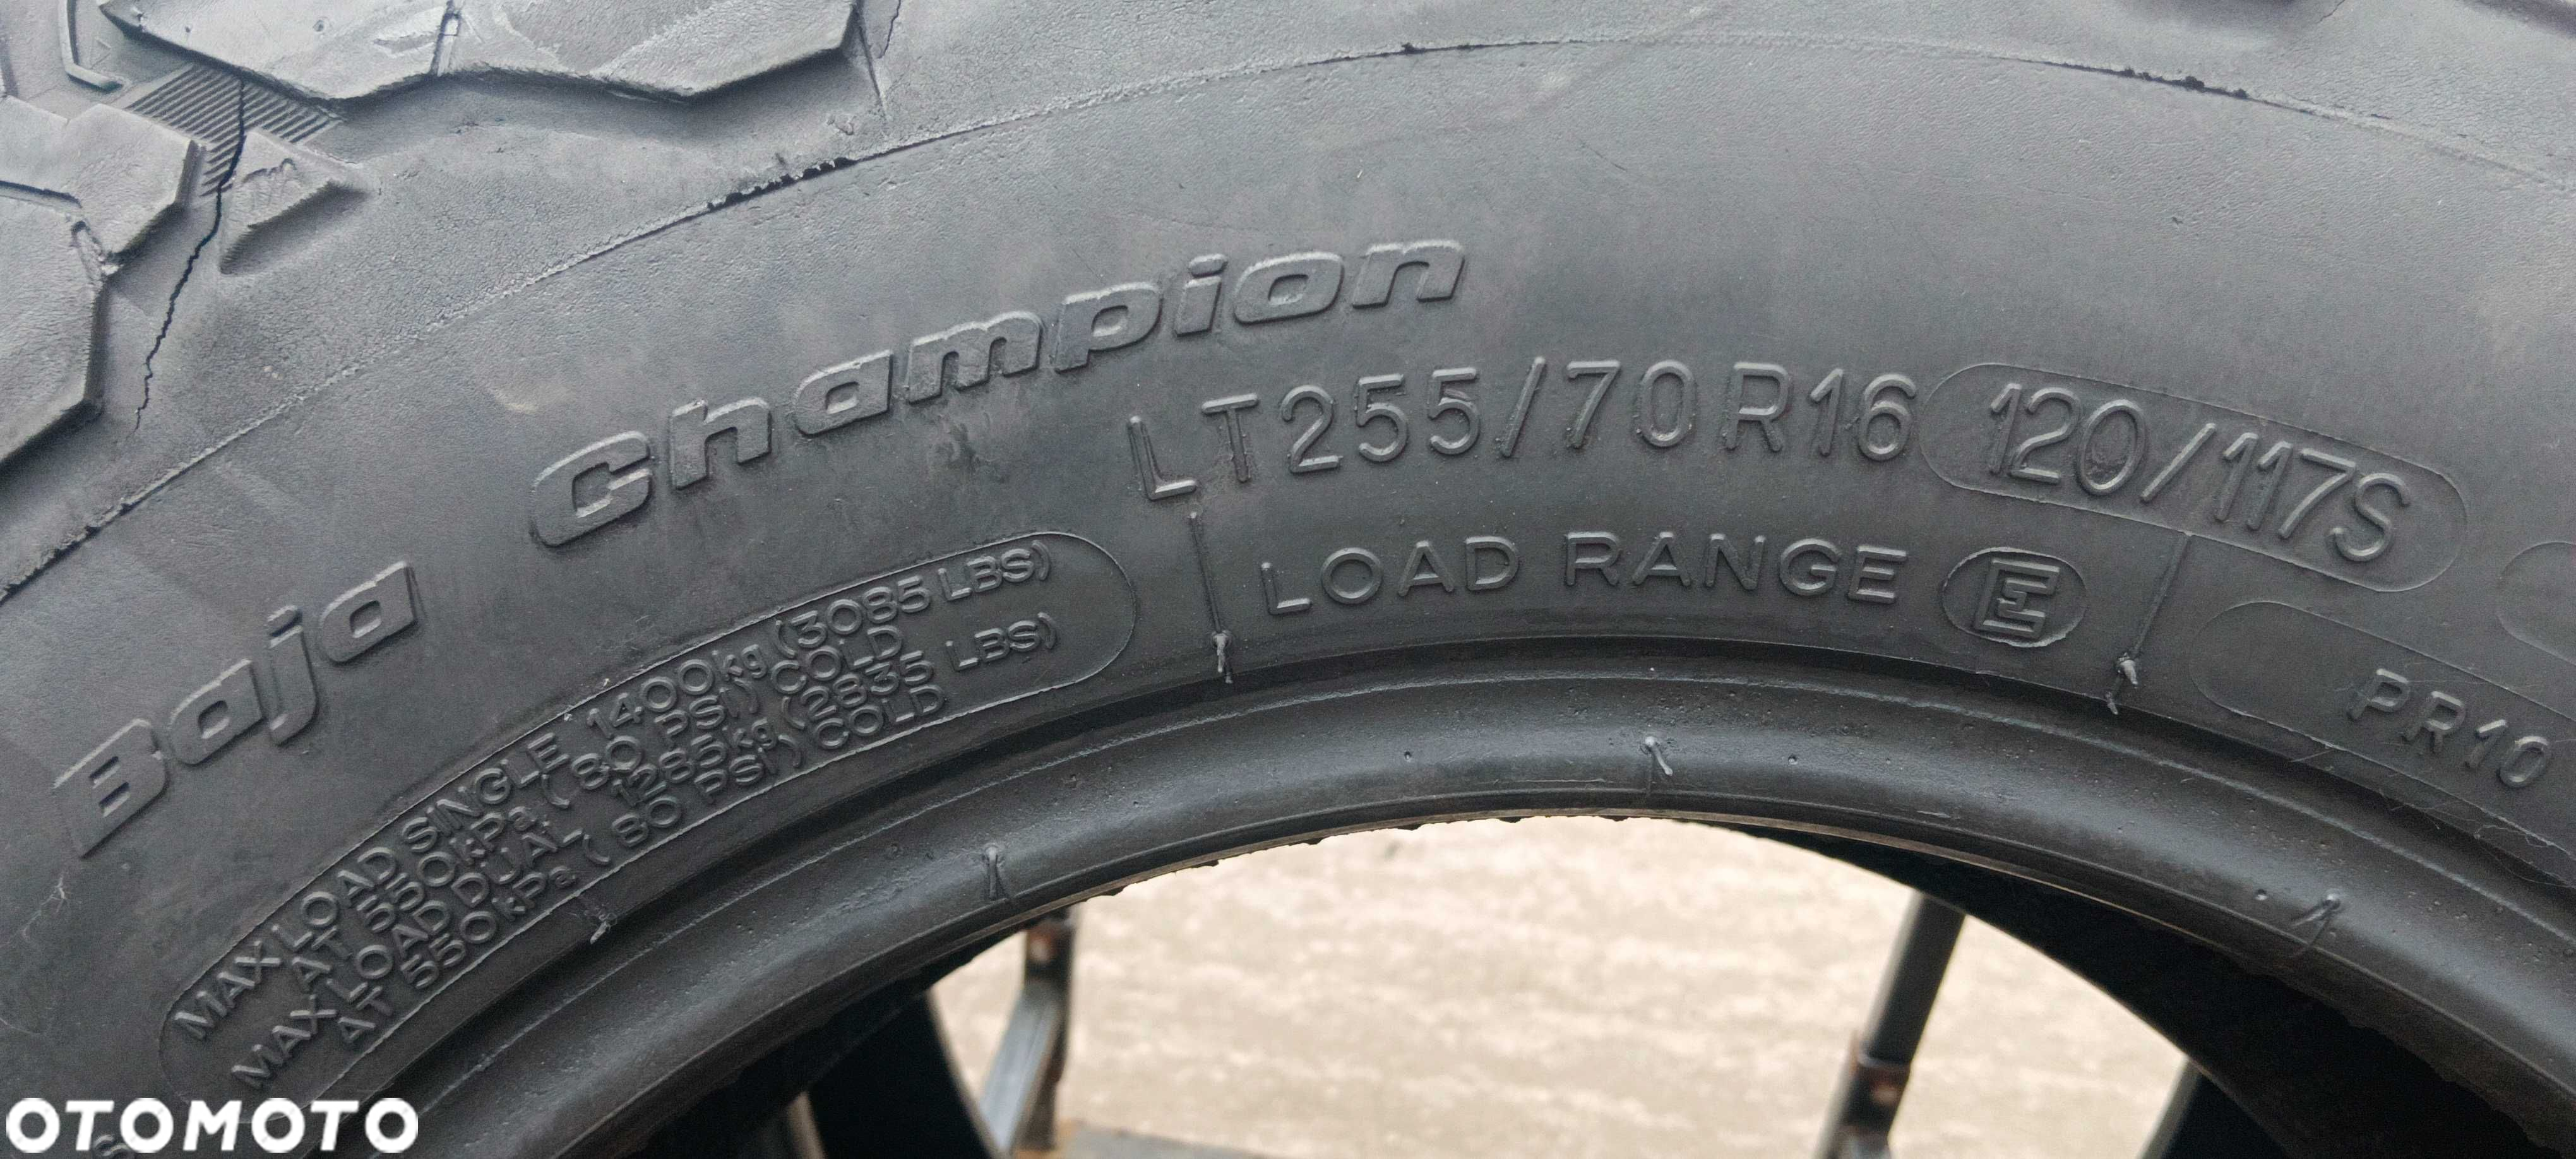 Baja Champion
LT255/70R16 120/117S
MAX LOAD SINGLE 1400kg (3085 LBS)
AT 550kPa (80 PSI) COLD
MAX LOAD DUAL 1285kg (2835 LBS)
AT 550kPa (80 PSI) COLD
LOAD RANGE E
PR10
OTOMOTO